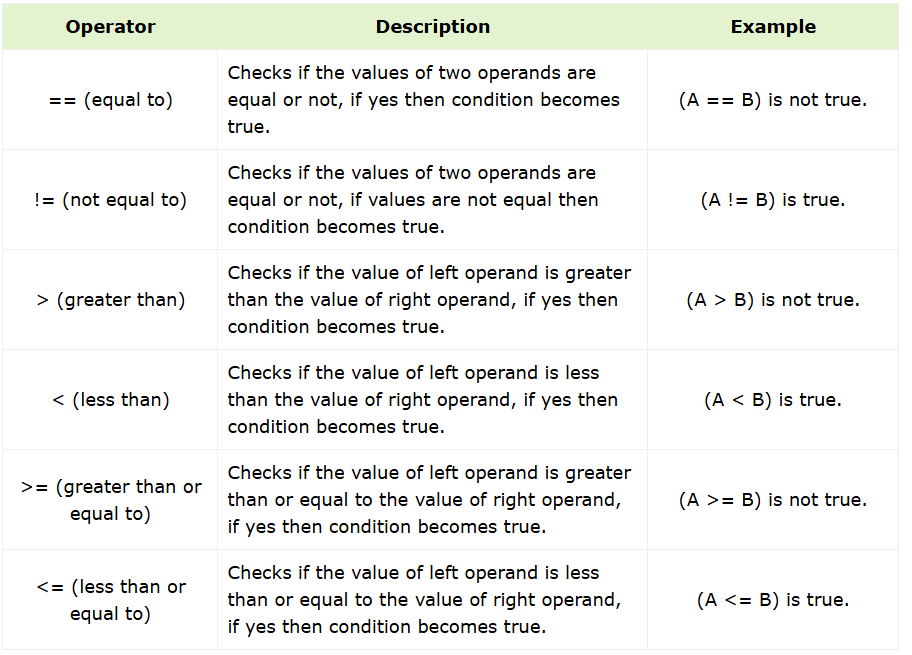 Operator Description Example
== (equal to)
Checks if the values of two operands are
equal or not, if yes then condition becomes
true.
(A == B) is not true.
!= (not equal to)
Checks if the values of two operands are
equal or not, if values are not equal then
condition becomes true.
(A != B) is true.
> (greater than)
Checks if the value of left operand is greater
than the value of right operand, if yes then
condition becomes true.
(A > B) is not true.
< (less than)
Checks if the value of left operand is less
than the value of right operand, if yes then
condition becomes true.
(A < B) is true.
>= (greater than or
equal to)
Checks if the value of left operand is greater
than or equal to the value of right operand,
if yes then condition becomes true.
(A >= B) is not true.
<= (less than or
equal to)
Checks if the value of left operand is less
than or equal to the value of right operand,
if yes then condition becomes true.
(A <= B) is true.